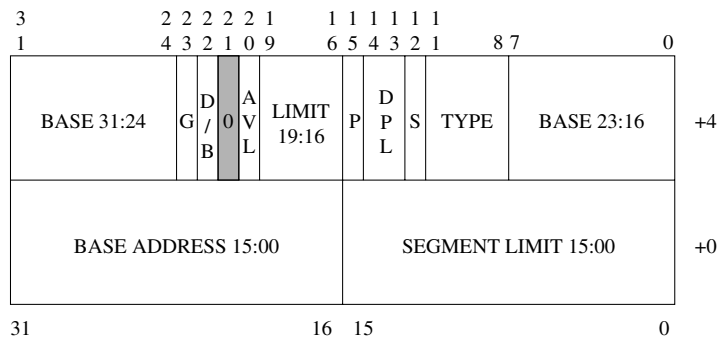 3 2 2 2 2 2 1 1 1 1 1 1 1
1 4 3 2 1 0 9 6 5 4 3 2 1 8 7 0
BASE 31:24 G D/B 0 AVL LIMIT 19:16 P DPL S TYPE BASE 23:16 +4
BASE ADDRESS 15:00 SEGMENT LIMIT 15:00 +0
31 16 15 0